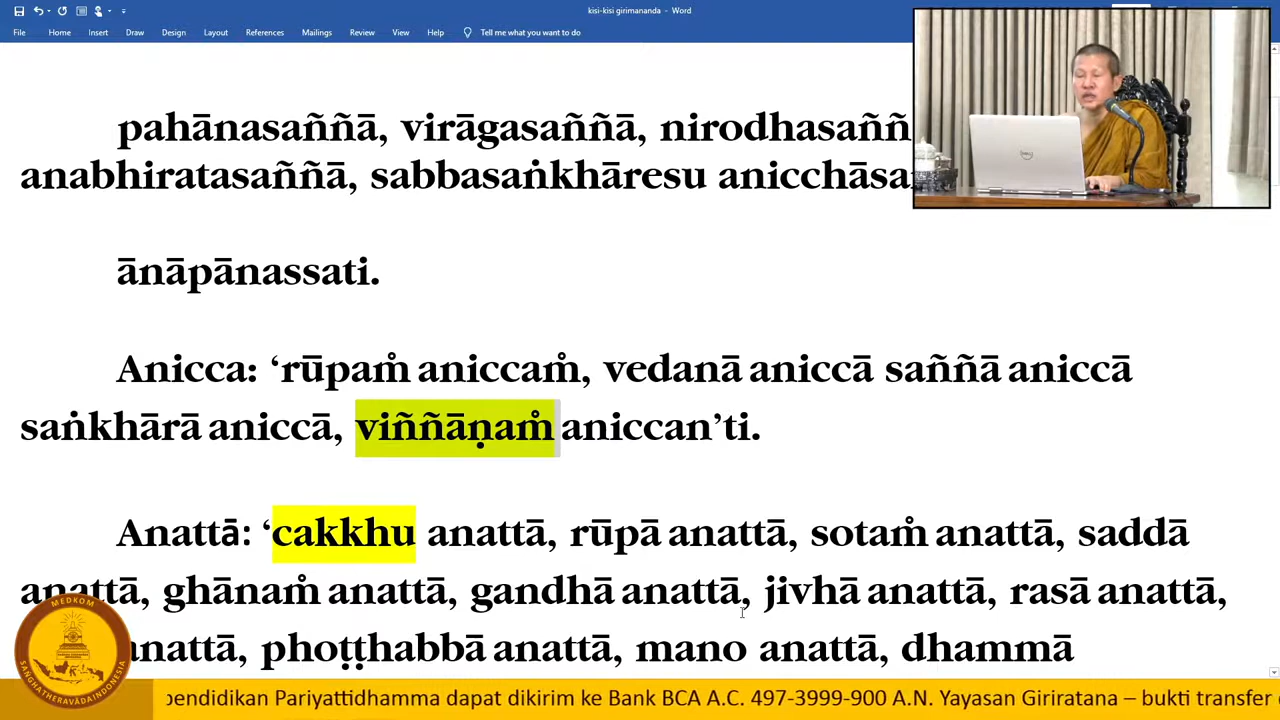 kisi-kisi girimananda - Word
File Home Insert Draw Design Layout References Mailings Review View Help Tell me what you want to do
pahānasaññā, virāgasaññā, nirodhasaññ
anabhiratasaññā, sabbasaṅkhāresu anicchāsa
ānāpānassati.
Anicca: ‘rūpaṁ aniccaṁ, vedanā aniccā saññā aniccā
saṅkhārā aniccā, viññāṇaṁ aniccan’ti.
Anattā: ‘cakkhu anattā, rūpā anattā, sotaṁ anattā, saddā
anattā, ghānaṁ anattā, gandhā anattā, jivhā anattā, rasā anattā,
anattā, phoṭṭhabbā anattā, mano anattā, dhammā
MEDKOM
SANGHATHERAVĀDAINDONESIA
pendidikan Pariyattidhamma dapat dikirim ke Bank BCA A.C. 497-3999-900 A.N. Yayasan Giriratana – bukti transfer
DELL